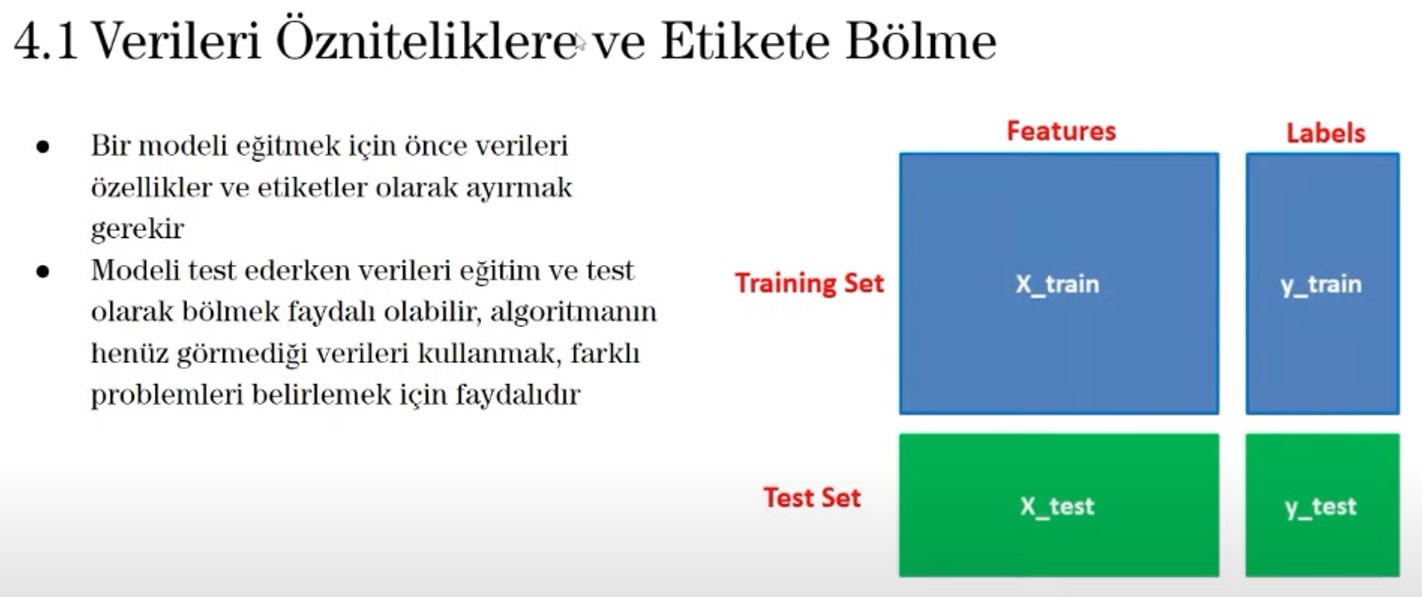 4.1 Verileri Özniteliklere ve Etikete Bölme
● Bir modeli eğitmek için önce verileri
özellikler ve etiketler olarak ayırmak
gerekir
● Modeli test ederken verileri eğitim ve test
olarak bölmek faydalı olabilir, algoritmanın
henüz görmediği verileri kullanmak, farklı
problemleri belirlemek için faydalıdır
Features
Labels
Training Set
X_train
y_train
Test Set
X_test
y_test